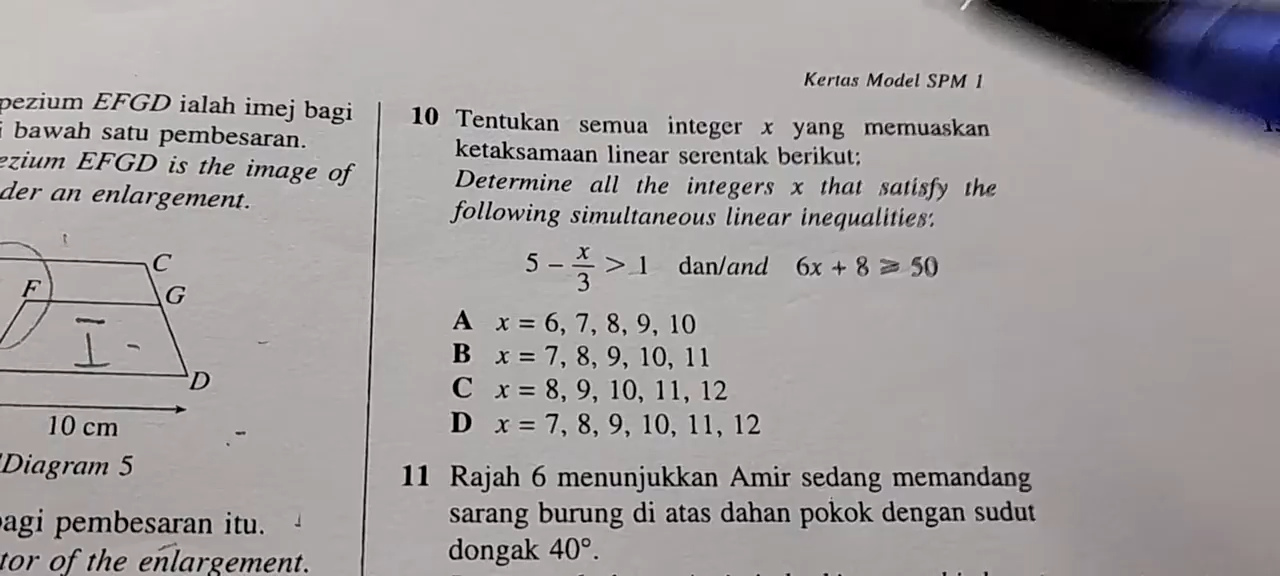 Kertas Model SPM 1
pezium EFGD ialah imej bagi
i bawah satu pembesaran.
ezium EFGD is the image of
der an enlargement.
C
F
G
I
D
10 cm
Diagram 5
agi pembesaran itu.
tor of the enlargement.
10 Tentukan semua integer x yang memuaskan
ketaksamaan linear serentak berikut:
Determine all the integers x that satisfy the
following simultaneous linear inequalities:
5 − x/3 > 1 dan/and 6x + 8 ⩾ 50
A x = 6, 7, 8, 9, 10
B x = 7, 8, 9, 10, 11
C x = 8, 9, 10, 11, 12
D x = 7, 8, 9, 10, 11, 12
11 Rajah 6 menunjukkan Amir sedang memandang
sarang burung di atas dahan pokok dengan sudut
dongak 40°.